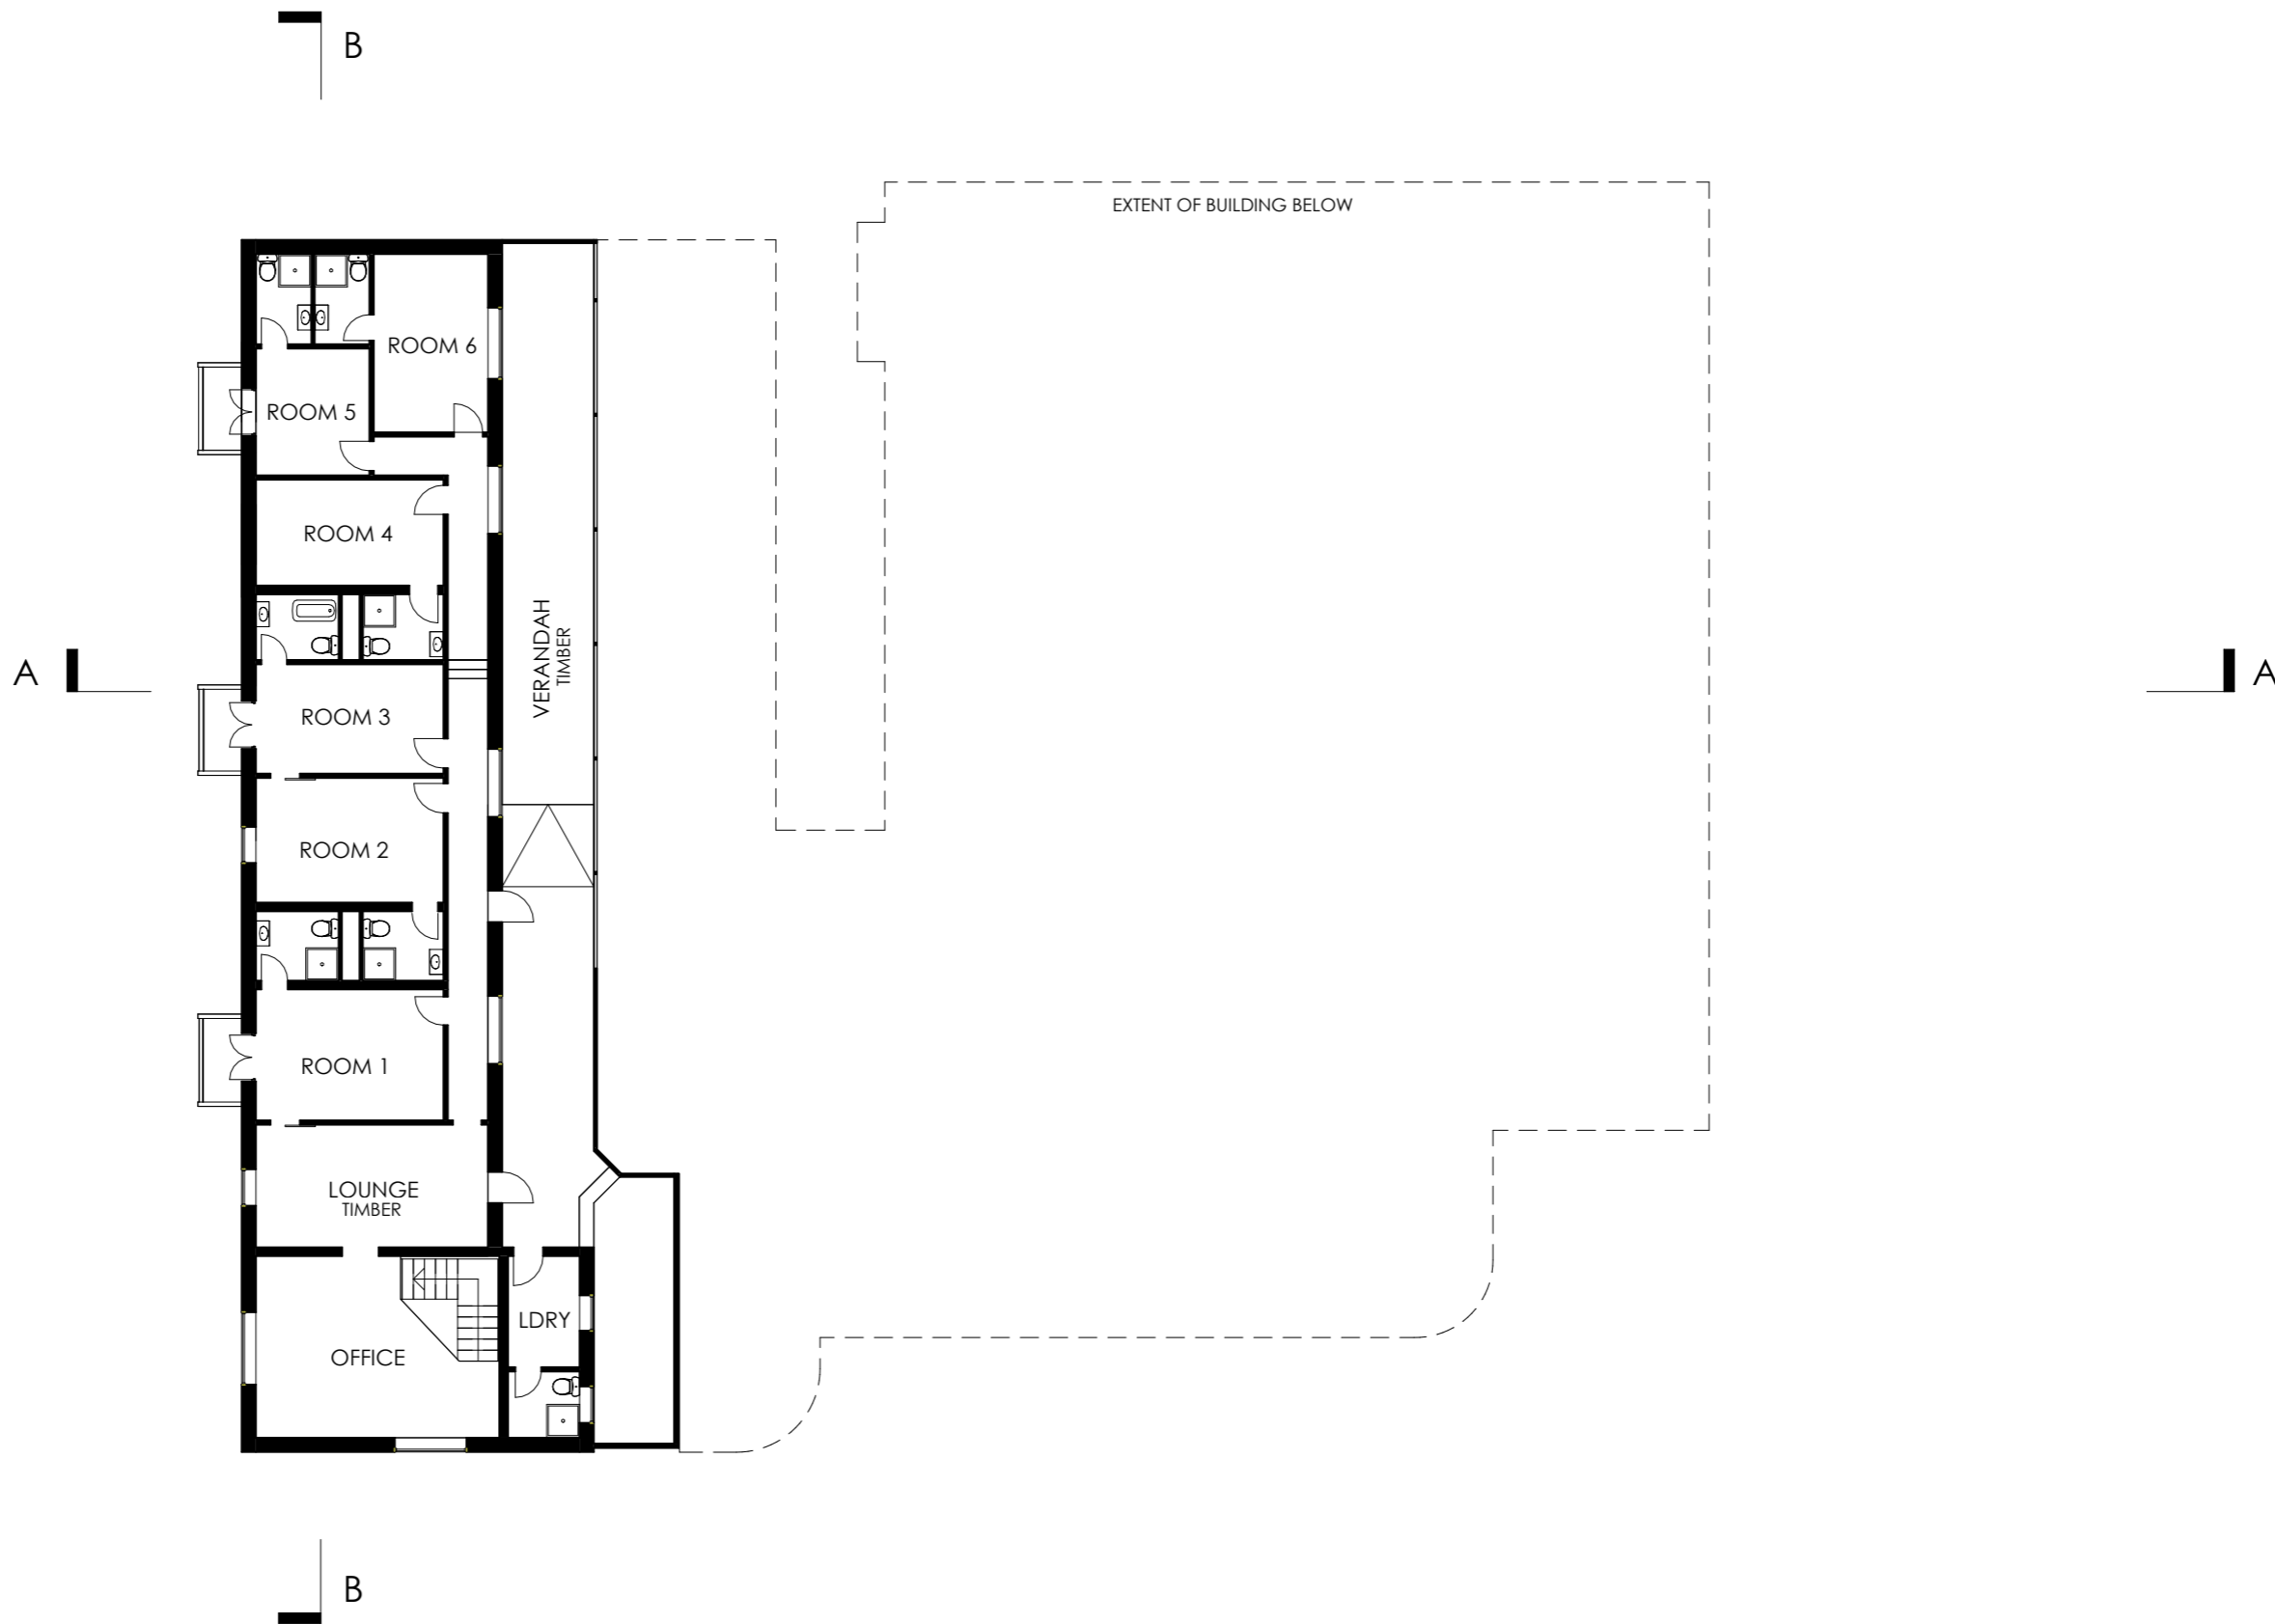 B
EXTENT OF BUILDING BELOW
ROOM 6
ROOM 5
ROOM 4
VERANDAH
TIMBER
A
A
ROOM 3
ROOM 2
ROOM 1
LOUNGE
TIMBER
LDRY
OFFICE
B